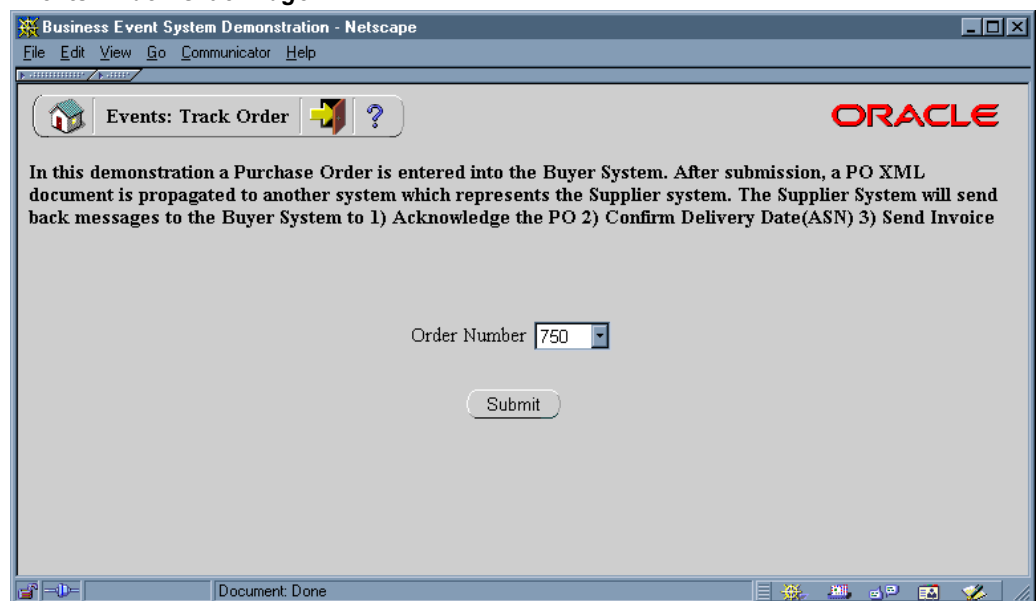 Business Event System Demonstration - Netscape
File Edit View Go Communicator Help
Events: Track Order ?
ORACLE
In this demonstration a Purchase Order is entered into the Buyer System. After submission, a PO XML
document is propagated to another system which represents the Supplier system. The Supplier System will send
back messages to the Buyer System to 1) Acknowledge the PO 2) Confirm Delivery Date(ASN) 3) Send Invoice
Order Number 750
Submit
Document: Done